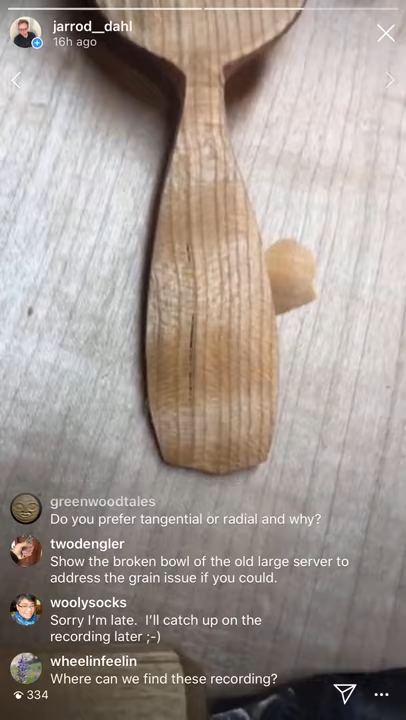 jarrod__dahl
16h ago
greenwoodtales
Do you prefer tangential or radial and why?
twodengler
Show the broken bowl of the old large server to
address the grain issue if you could.
woolysocks
Sorry I’m late.  I’ll catch up on the
recording later ;-)
wheelinfeelin
Where can we find these recording?
334